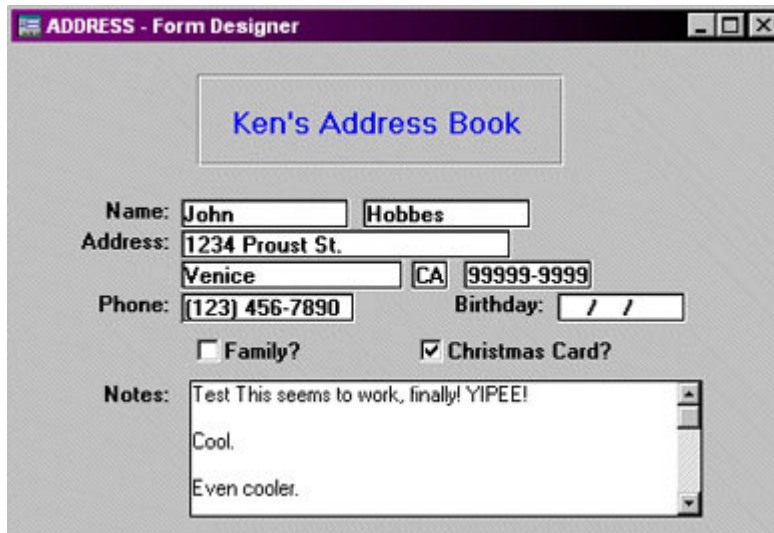 ADDRESS - Form Designer
Ken's Address Book
Name: John Hobbes
Address: 1234 Proust St.
Venice CA 99999-9999
Phone: (123) 456-7890 Birthday: / /
Family? Christmas Card?
Notes: Test This seems to work, finally! YIPEE!
Cool.
Even cooler.